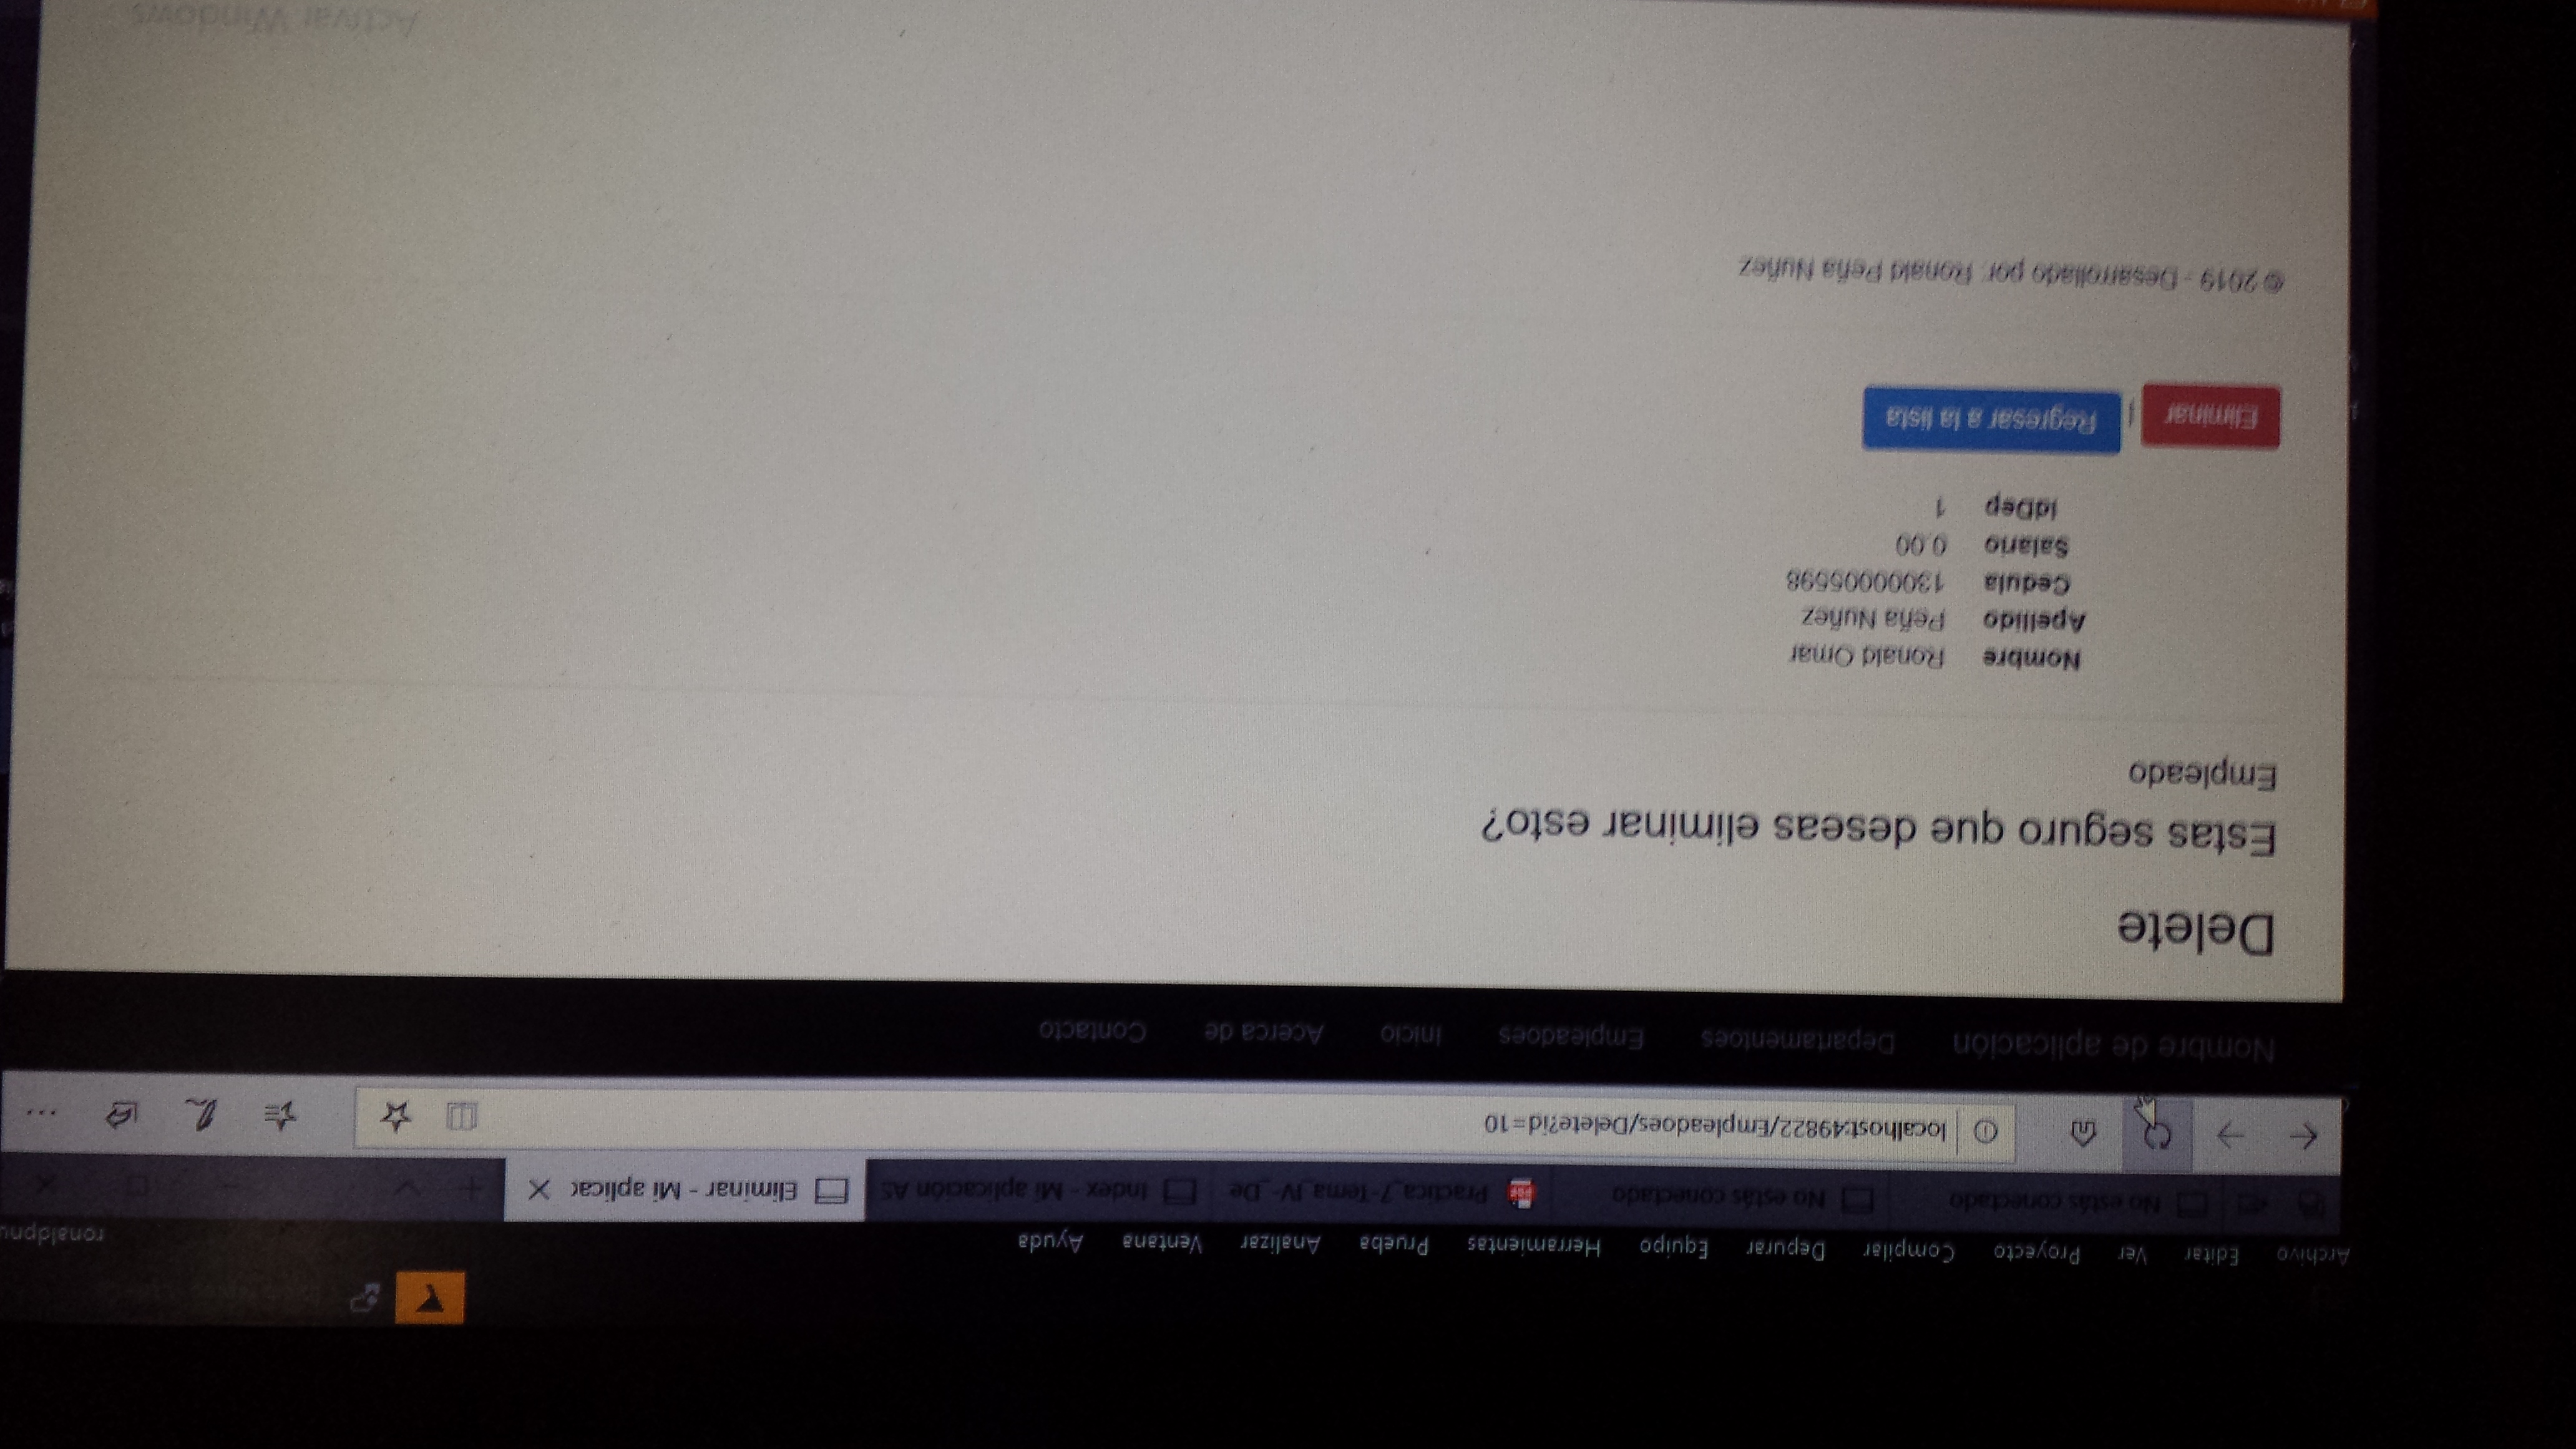 Archivo Editar Ver Proyecto Compilar Depurar Equipo Herramientas Prueba Analizar Ventana Ayuda
ronaldpnu
No estás conectado No estás conectado PDF Practica_7-Tema_IV-_De Index - Mi aplicación AS Eliminar - Mi aplicac
localhost:49822/Empleadoes/Delete?id=10
Nombre de aplicación Departamentoes Empleadoes Inicio Acerca de Contacto
Delete
Estas seguro que deseas eliminar esto?
Empleado
Nombre Ronald Omar
Apellido Peña Nuñez
Cedula 13000005598
Salario 0.00
IdDep 1
Eliminar | Regresar a la lista
© 2019 - Desarrollado por: Ronald Peña Nuñez
Activar Windows